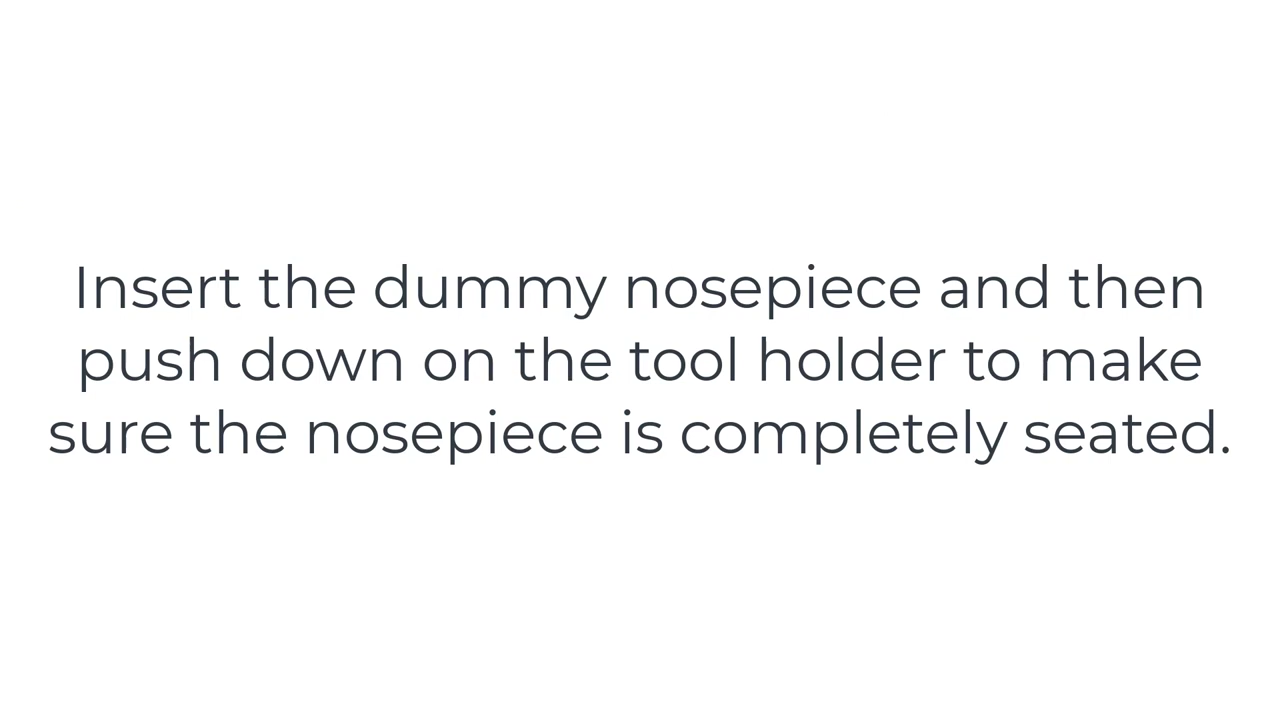 Insert the dummy nosepiece and then
push down on the tool holder to make
sure the nosepiece is completely seated.